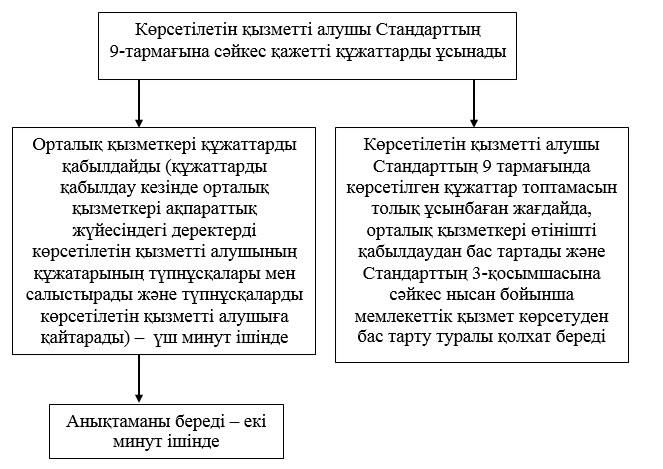 Көрсетілетін қызметті алушы Стандарттың
9-тармағына сәйкес қажетті құжаттарды ұсынады
Орталық қызметкері құжаттарды
қабылдайды (құжаттарды
қабылдау кезінде орталық
қызметкері ақпараттық
жүйесіндегі деректерді
көрсетілетін қызметті алушының
құжатарының түпнұсқалары мен
салыстырады және түпнұсқаларды
көрсетілетін қызметті алушыға
қайтарады) – үш минут ішінде
Көрсетілетін қызметті алушы
Стандарттың 9 тармағында
көрсетілген құжаттар топтамасын
толық ұсынбаған жағдайда,
орталық қызметкері өтінішті
қабылдаудан бас тартады және
Стандарттың 3-қосымшасына
сәйкес нысан бойынша
мемлекеттік қызмет көрсетуден
бас тарту туралы қолхат береді
Анықтаманы береді – екі
минут ішінде